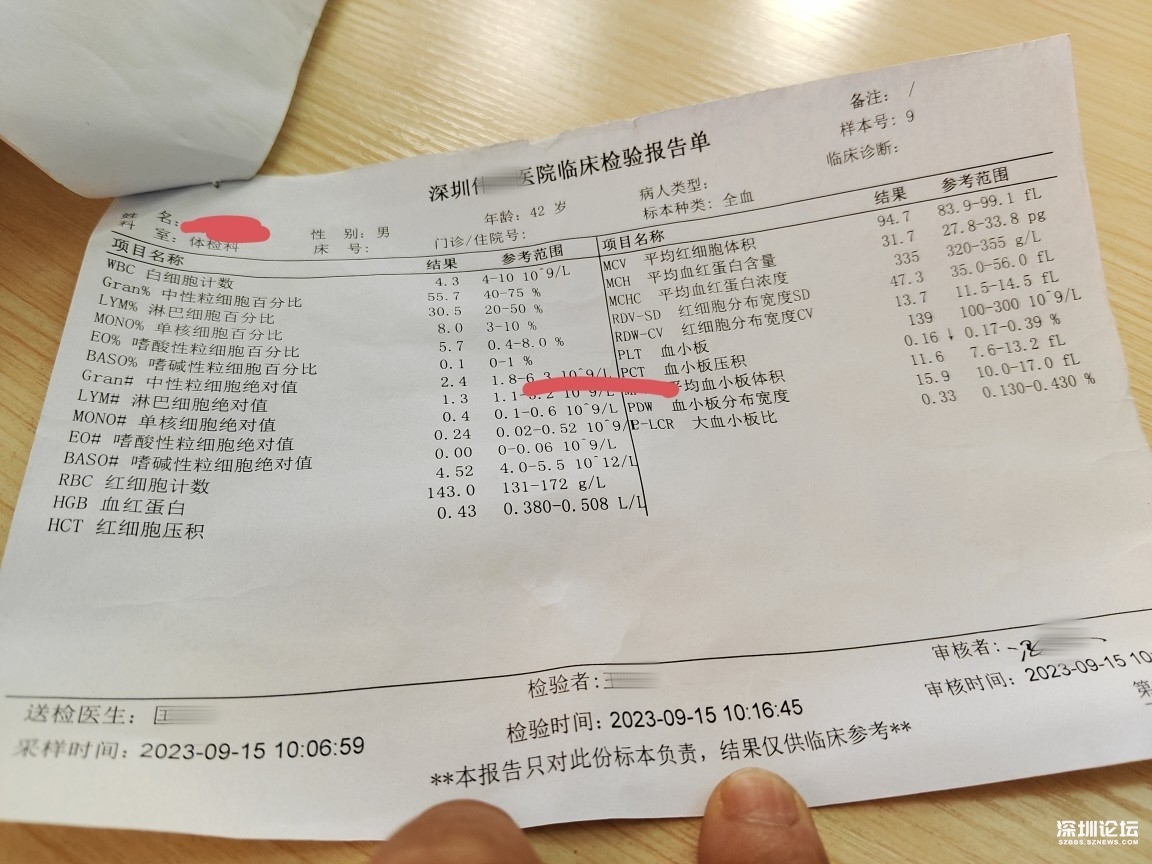 深圳 医院临床检验报告单
备注: /
样本号: 9
临床诊断:
姓 名:
性 别: 男
年龄: 42 岁
病人类型:
科 室: 体检科
床 号:
门诊/住院号:
标本种类: 全血
项目名称 结果 参考范围
WBC 白细胞计数 4.3 4-10 10^9/L
Gran% 中性粒细胞百分比 55.7 40-75 %
LYM% 淋巴细胞百分比 30.5 20-50 %
MONO% 单核细胞百分比 8.0 3-10 %
EO% 嗜酸性粒细胞百分比 5.7 0.4-8.0 %
BASO% 嗜碱性粒细胞百分比 0.1 0-1 %
Gran# 中性粒细胞绝对值 2.4 1.8-6.3 10^9/L
LYM# 淋巴细胞绝对值 1.3 1.1-3.2 10^9/L
MONO# 单核细胞绝对值 0.4 0.1-0.6 10^9/L
EO# 嗜酸性粒细胞绝对值 0.24 0.02-0.52 10^9/L
BASO# 嗜碱性粒细胞绝对值 0.00 0-0.06 10^9/L
RBC 红细胞计数 4.52 4.0-5.5 10^12/L
HGB 血红蛋白 143.0 131-172 g/L
HCT 红细胞压积 0.43 0.380-0.508 L/L
项目名称 结果 参考范围
MCV 平均红细胞体积 94.7 83.9-99.1 fL
MCH 平均血红蛋白含量 31.7 27.8-33.8 pg
MCHC 平均血红蛋白浓度 335 320-355 g/L
RDV-SD 红细胞分布宽度SD 47.3 35.0-56.0 fL
RDW-CV 红细胞分布宽度CV 13.7 11.5-14.5 fL
PLT 血小板 139 100-300 10^9/L
PCT 血小板压积 0.16 ↓ 0.17-0.39 %
平均血小板体积 11.6 7.6-13.2 fL
PDW 血小板分布宽度 15.9 10.0-17.0 fL
P-LCR 大血小板比 0.33 0.130-0.430 %
送检医生: 王
检验者: 王
审核者:
采样时间: 2023-09-15 10:06:59
检验时间: 2023-09-15 10:16:45
审核时间: 2023-09-15 10
第
**本报告只对此份标本负责, 结果仅供临床参考**
深圳论坛
SZBBS.SZNEWS.COM